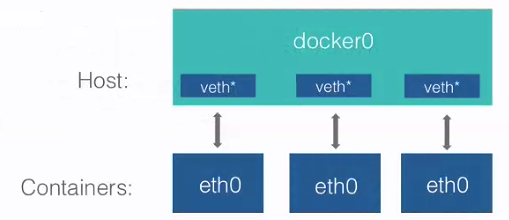 docker0
Host:
veth* veth* veth*
Containers:
eth0 eth0 eth0